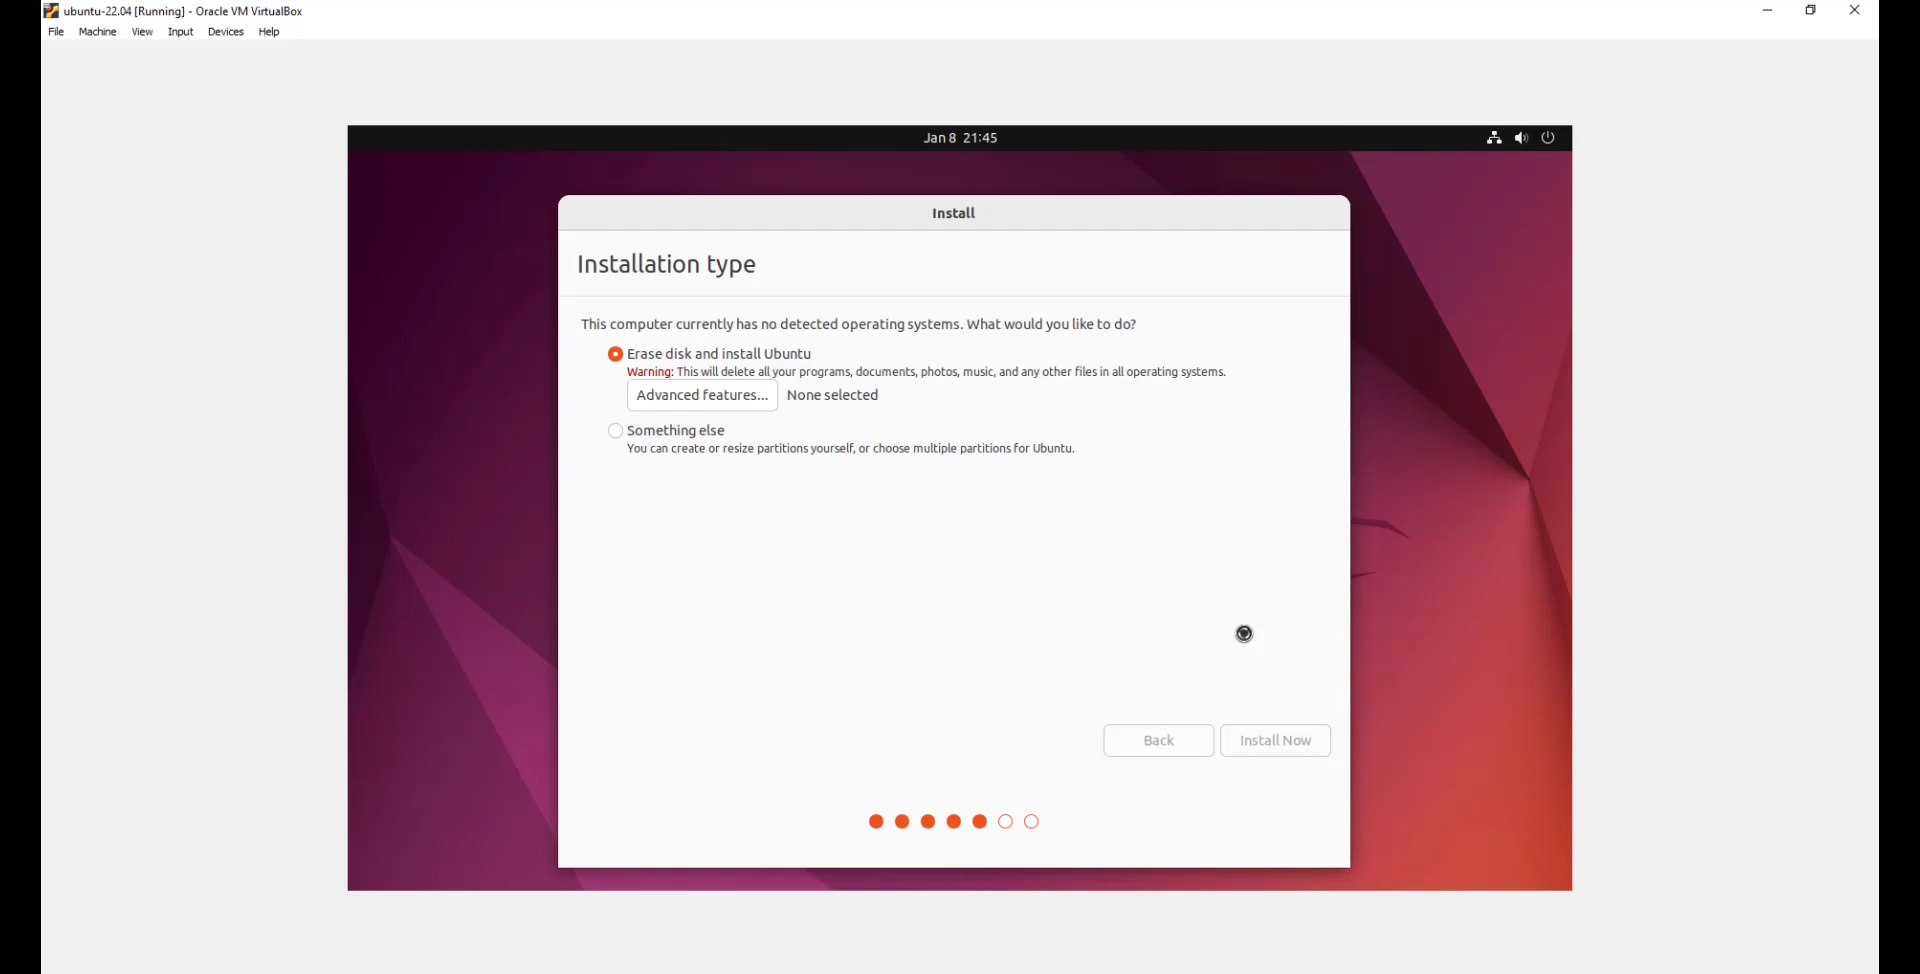 ubuntu-22.04 [Running] - Oracle VM VirtualBox
File Machine View Input Devices Help
Jan 8 21:45
Install
Installation type
This computer currently has no detected operating systems. What would you like to do?
Erase disk and install Ubuntu
Warning: This will delete all your programs, documents, photos, music, and any other files in all operating systems.
Advanced features... None selected
Something else
You can create or resize partitions yourself, or choose multiple partitions for Ubuntu.
Back Install Now